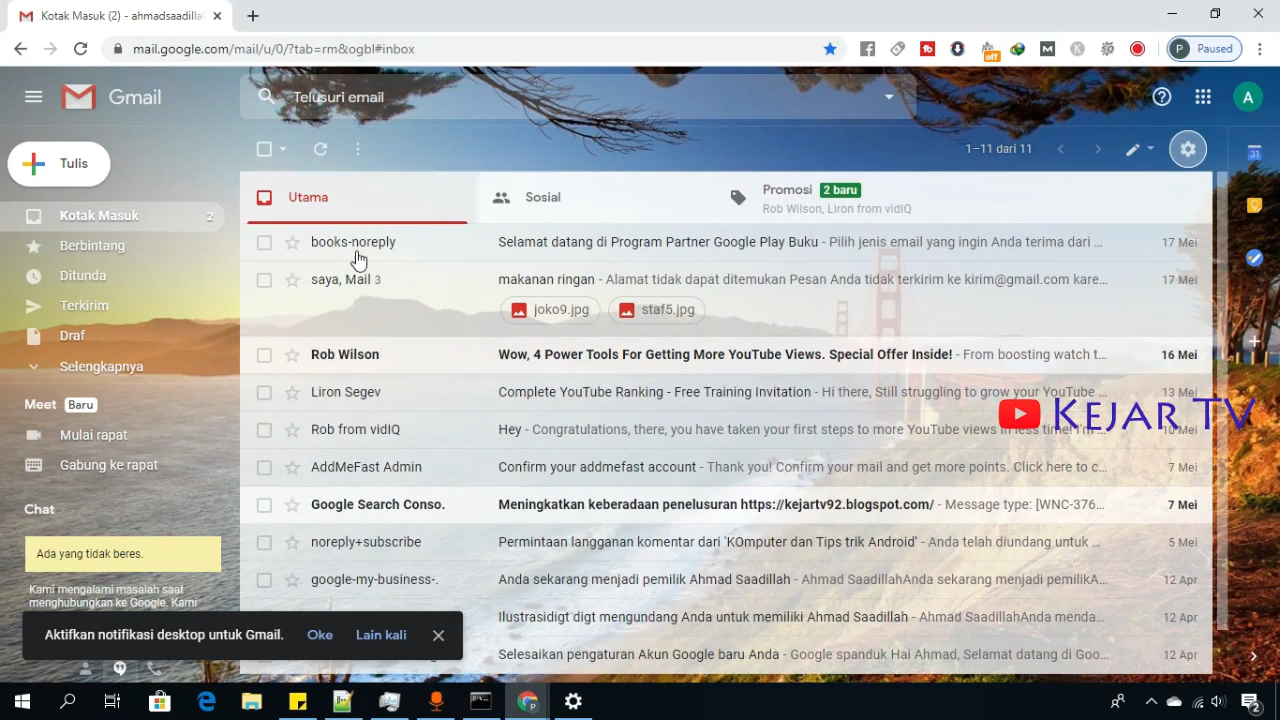 Kotak Masuk (2) - ahmadsaadilla
mail.google.com/mail/u/0/?tab=rm&ogbl#inbox
off
P Paused
Gmail
Telusuri email
A
Tulis
1–11 dari 11
31
Utama
Sosial
Promosi 2 baru
Rob Wilson, Liron from vidIQ
Kotak Masuk 2
Berbintang
Ditunda
Terkirim
Draf
Selengkapnya
Meet Baru
Mulai rapat
Gabung ke rapat
Chat
Ada yang tidak beres.
Kami mengalami masalah saat
menghubungkan ke Google. Kami
books-noreply Selamat datang di Program Partner Google Play Buku - Pilih jenis email yang ingin Anda terima dari ... 17 Mei
saya, Mail 3 makanan ringan - Alamat tidak dapat ditemukan Pesan Anda tidak terkirim ke kirim@gmail.com kare... 17 Mei
joko9.jpg staf5.jpg
Rob Wilson Wow, 4 Power Tools For Getting More YouTube Views. Special Offer Inside! - From boosting watch t... 16 Mei
Liron Segev Complete YouTube Ranking - Free Training Invitation - Hi there, Still struggling to grow your YouTube ... 13 Mei
KEJAR TV
Rob from vidIQ Hey - Congratulations, there, you have taken your first steps to more YouTube views in less time! I'm... 10 Mei
AddMeFast Admin Confirm your addmefast account - Thank you! Confirm your mail and get more points. Click here to c... 7 Mei
Google Search Conso. Meningkatkan keberadaan penelusuran https://kejartv92.blogspot.com/ - Message type: [WNC-376... 7 Mei
noreply+subscribe Permintaan langganan komentar dari 'KOmputer dan Tips trik Android' - Anda telah diundang untuk ... 5 Mei
google-my-business-. Anda sekarang menjadi pemilik Ahmad Saadillah - Ahmad SaadillahAnda sekarang menjadi pemilikA... 12 Apr
Ilustrasidigt digt mengundang Anda untuk memiliki Ahmad Saadillah - Ahmad SaadillahAnda menda... 12 Apr
Selesaikan pengaturan Akun Google baru Anda - Google spanduk Hai Ahmad, Selamat datang di Goo... 12 Apr
Aktifkan notifikasi desktop untuk Gmail. Oke Lain kali
2